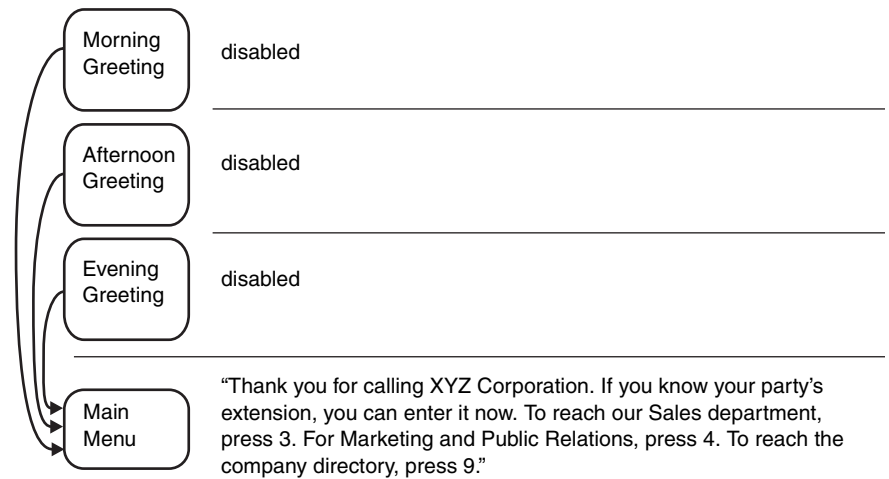 Morning
Greeting
disabled
Afternoon
Greeting
disabled
Evening
Greeting
disabled
Main
Menu
“Thank you for calling XYZ Corporation. If you know your party’s
extension, you can enter it now. To reach our Sales department,
press 3. For Marketing and Public Relations, press 4. To reach the
company directory, press 9.”